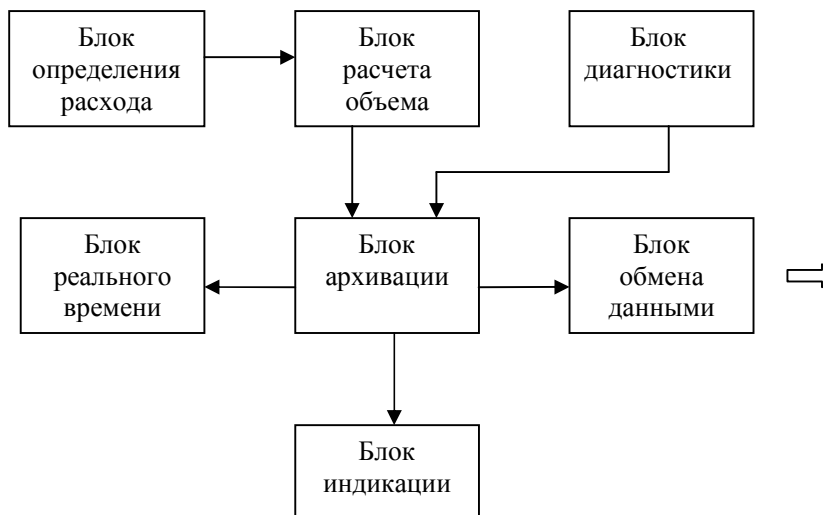 Блок
определения
расхода
Блок
расчета
объема
Блок
диагностики
Блок
реального
времени
Блок
архивации
Блок
обмена
данными
Блок
индикации